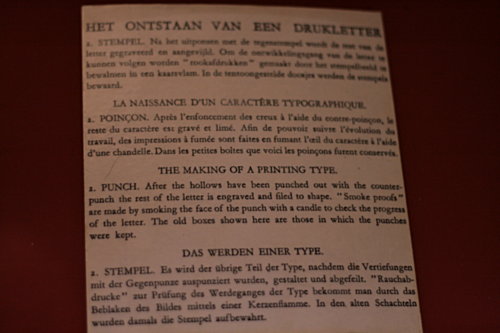 HET ONTSTAAN VAN EEN DRUKLETTER
a. STEMPEL. Na het uitponsen met de tegenstempel wordt de rest van de
letter gegraveerd en aangevijld. Om de ontwikkelingsgang van de letter te
kunnen volgen worden "rookafdrukken" gemaakt door het stempelbeeld te
bewalmen in een kaarsvlam. In de tentoongestelde doosjes werden de stempels
bewaard.
LA NAISSANCE D'UN CARACTÈRE TYPOGRAPHIQUE.
a. POINÇON. Après l'enfoncement des creux à l'aide du contre-poinçon, le
reste du caractère est gravé et limé. Afin de pouvoir suivre l'évolution du
travail, des impressions à fumée sont faites en fumant l'œil du caractère à l'aide
d'une chandelle. Dans les petites boîtes que voici les poinçons furent conservés.
THE MAKING OF A PRINTING TYPE.
a. PUNCH. After the hollows have been punched out with the counter-
punch the rest of the letter is engraved and filed to shape. "Smoke proofs"
are made by smoking the face of the punch with a candle to check the progress
of the letter. The old boxes shown here are those in which the punches
were kept.
DAS WERDEN EINER TYPE.
a. STEMPEL. Es wird der übrige Teil der Type, nachdem die Vertiefungen
mit der Gegenpunze auspunziert wurden, gestaltet und abgefeilt. "Rauchab-
drucke" zur Prüfung des Werdeganges der Type bekommt man durch das
Beblaken des Bildes mittels einer Kerzenflamme. In den alten Schachteln
wurden damals die Stempel aufbewahrt.